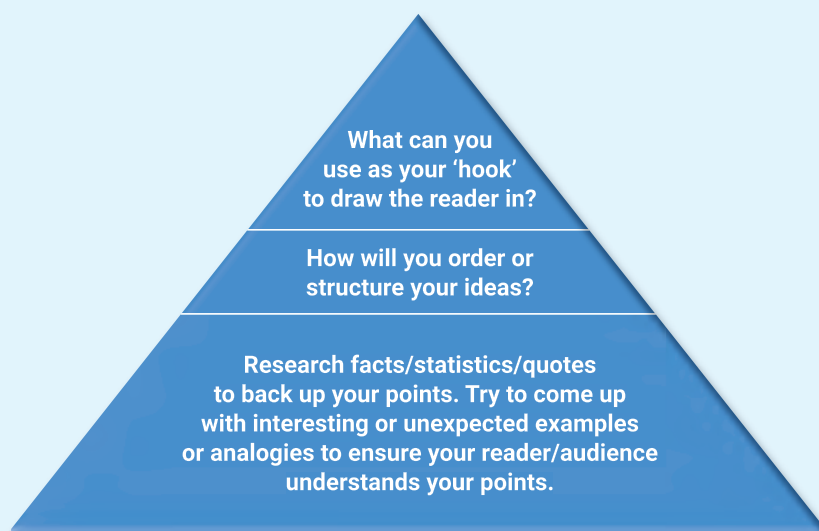 What can you
use as your ‘hook’
to draw the reader in?
How will you order or
structure your ideas?
Research facts/statistics/quotes
to back up your points. Try to come up
with interesting or unexpected examples
or analogies to ensure your reader/audience
understands your points.